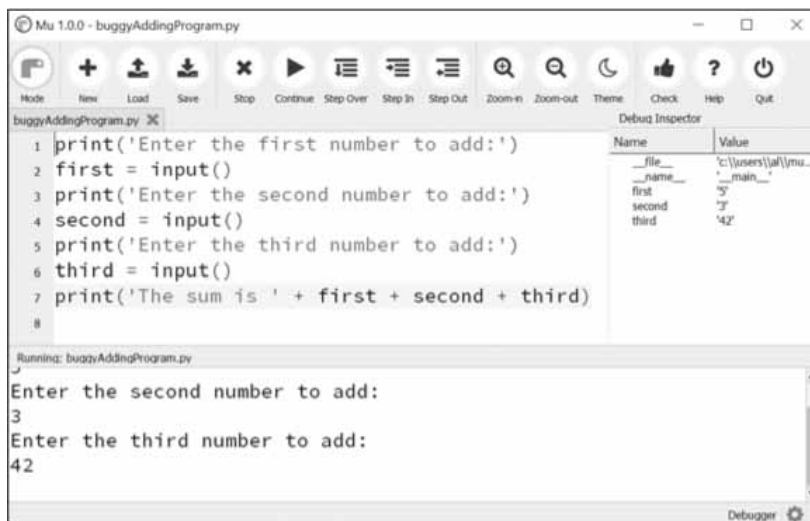 Mu 1.0.0 - buggyAddingProgram.py
Mode New Load Save Stop Continue Step Over Step In Step Out Zoom-in Zoom-out Theme Check Help Quit
buggyAddingProgram.py
1 print('Enter the first number to add:')
2 first = input()
3 print('Enter the second number to add:')
4 second = input()
5 print('Enter the third number to add:')
6 third = input()
7 print('The sum is ' + first + second + third)
8
Debug Inspector
Name Value
__file__ 'c:\\users\\al\\mu...
__name__ '__main__'
first '5'
second '3'
third '42'
Running: buggyAddingProgram.py
Enter the second number to add:
3
Enter the third number to add:
42
Debugger